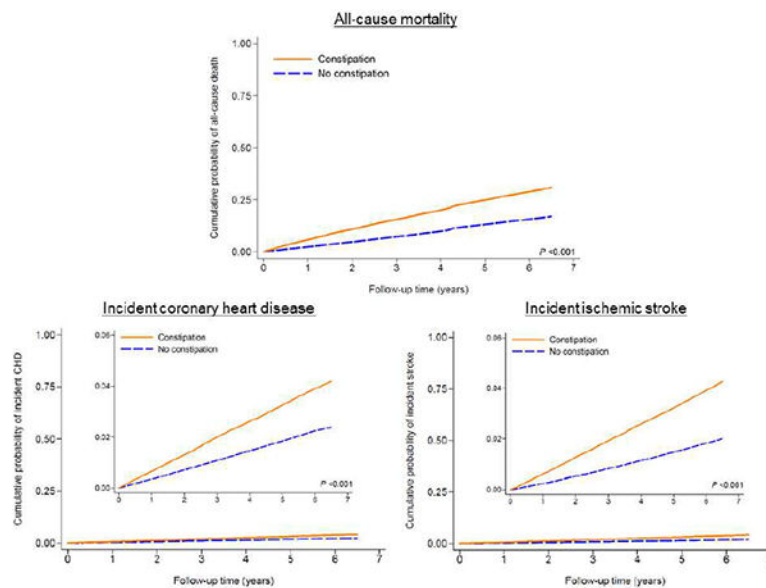 All-cause mortality
1.00
0.75
0.50
0.25
0.00
Cumulative probability of all-cause death
Constipation
No constipation
P <0.001
0 1 2 3 4 5 6 7
Follow-up time (years)
Incident coronary heart disease
1.00
0.75
0.50
0.25
0.00
Cumulative probability of incident CHD
0.06
0.04
0.02
0.00
Constipation
No constipation
P <0.001
0 1 2 3 4 5 6 7
0 1 2 3 4 5 6 7
Follow-up time (years)
Incident ischemic stroke
1.00
0.75
0.50
0.25
0.00
Cumulative probability of incident stroke
0.06
0.04
0.02
0.00
Constipation
No constipation
P <0.001
0 1 2 3 4 5 6 7
0 1 2 3 4 5 6
Follow-up time (years)